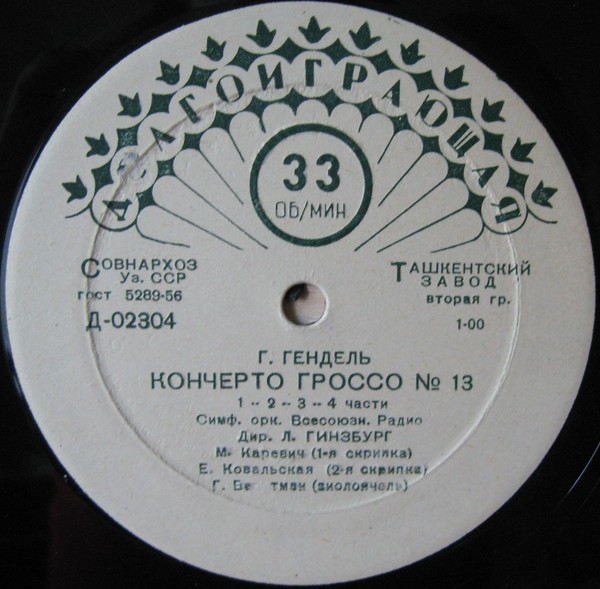 ДОЛГОИГРАЮЩАЯ
33
ОБ/МИН
СОВНАРХОЗ
Уз. ССР
гост 5289-56
Д-02304
ТАШКЕНТСКИЙ
ЗАВОД
вторая гр.
1-00
Г. ГЕНДЕЛЬ
КОНЧЕРТО ГРОССО № 13
1 -- 2 -- 3 -- 4 части
Симф. орк. Всесоюзн. Радио
Дир. Л. ГИНЗБУРГ
М. Каревич (1-я скрипка)
Е. Ковальская (2-я скрипка)
Г. (виолончель)